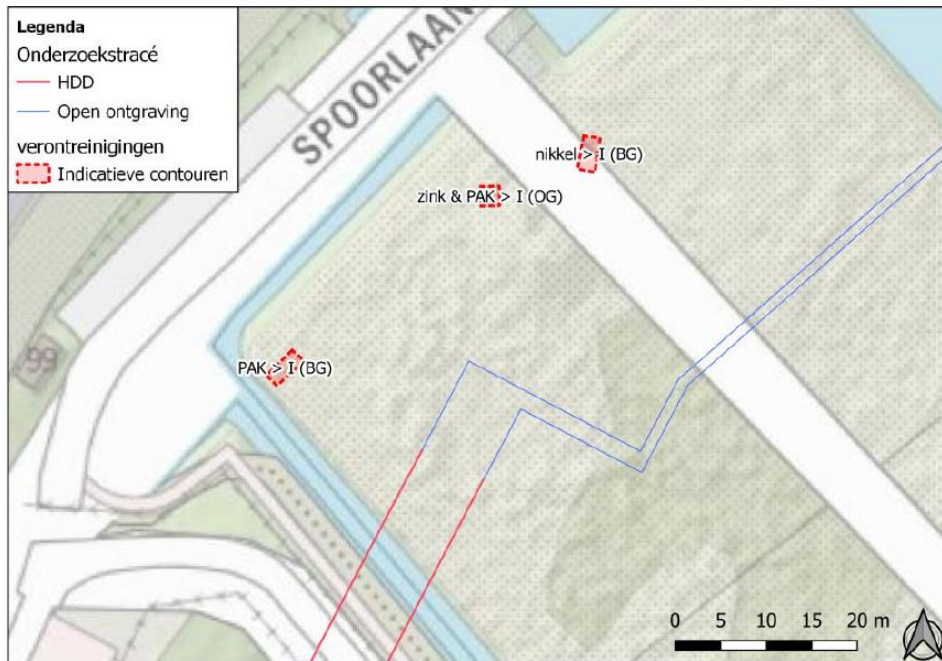 Legenda
Onderzoekstracé
HDD
Open ontgraving
verontreinigingen
Indicatieve contouren
SPOORLAAN
nikkel > I (BG)
zink & PAK > I (OG)
PAK > I (BG)
99
0 5 10 15 20 m